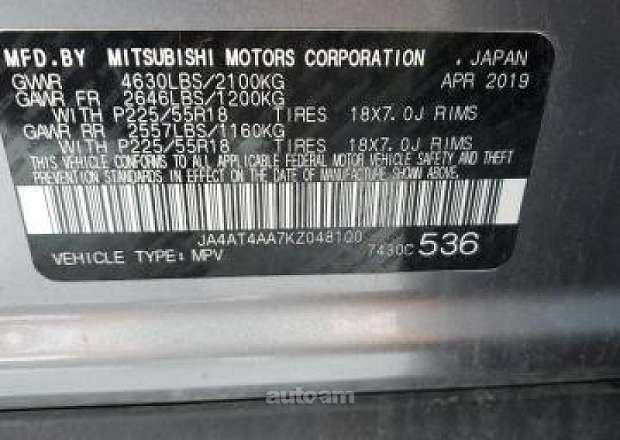 MFD.BY MITSUBISHI MOTORS CORPORATION , JAPAN
GVWR 4630LBS/2100KG APR 2019
GAWR FR 2646LBS/1200KG
WITH P225/55R18 TIRES 18X7.0J RIMS
GAWR RR 2557LBS/1160KG
WITH P225/55R18 TIRES 18X7.0J RIMS
THIS VEHICLE CONFORMS TO ALL APPLICABLE FEDERAL MOTOR VEHICLE SAFETY AND THEFT
PREVENTION STANDARDS IN EFFECT ON THE DATE OF MANUFACTURE SHOWN ABOVE.
JA4AT4AA7KZ048100
VEHICLE TYPE: MPV 7430C 536
autoam